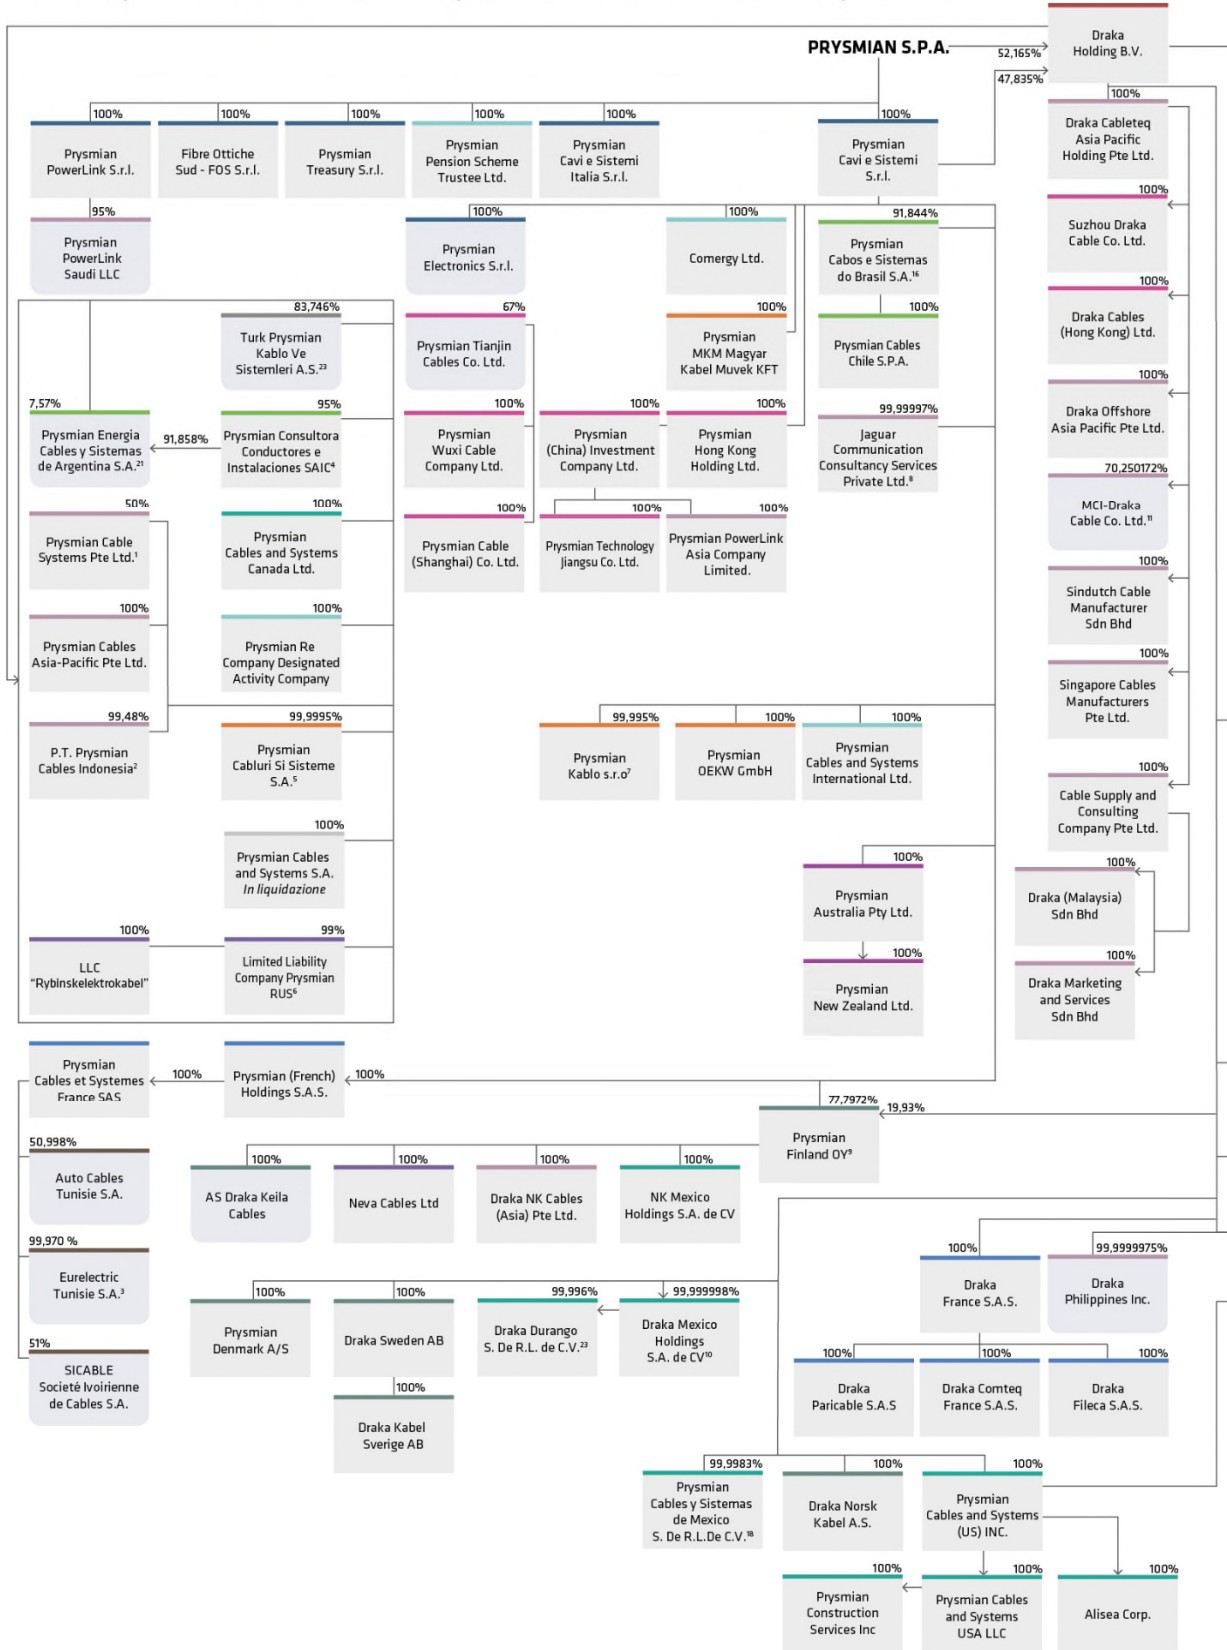 PRYSMIAN S.P.A.
52,165%
47,835%
Draka
Holding B.V.
100%
Prysmian
PowerLink S.r.l.
100%
Fibre Ottiche
Sud - FOS S.r.l.
100%
Prysmian
Treasury S.r.l.
100%
Prysmian
Pension Scheme
Trustee Ltd.
100%
Prysmian
Cavi e Sistemi
Italia S.r.l.
100%
Prysmian
Cavi e Sistemi
S.r.l.
100%
Draka Cableteq
Asia Pacific
Holding Pte Ltd.
95%
Prysmian
PowerLink
Saudi LLC
100%
Prysmian
Electronics S.r.l.
100%
Comergy Ltd.
91,844%
Prysmian
Cabos e Sistemas
do Brasil S.A.¹⁶
100%
Suzhou Draka
Cable Co. Ltd.
83,746%
Turk Prysmian
Kablo Ve
Sistemleri A.S.²³
67%
Prysmian Tianjin
Cables Co. Ltd.
100%
Prysmian
MKM Magyar
Kabel Muvek KFT
100%
Prysmian Cables
Chile S.P.A.
100%
Draka Cables
(Hong Kong) Ltd.
7,57%
Prysmian Energia
Cables y Sistemas
de Argentina S.A.²¹
91,858%
95%
Prysmian Consultora
Conductores e
Instalaciones SAIC⁴
100%
Prysmian
Wuxi Cable
Company Ltd.
100%
Prysmian
(China) Investment
Company Ltd.
100%
Prysmian
Hong Kong
Holding Ltd.
99,99997%
Jaguar
Communication
Consultancy Services
Private Ltd.⁸
100%
Draka Offshore
Asia Pacific Pte Ltd.
50%
Prysmian Cable
Systems Pte Ltd.¹
100%
Prysmian
Cables and Systems
Canada Ltd.
100%
Prysmian Cable
(Shanghai) Co. Ltd.
100%
Prysmian Technology
Jiangsu Co. Ltd.
100%
Prysmian PowerLink
Asia Company
Limited.
70,250172%
MCI-Draka
Cable Co. Ltd.¹¹
100%
Prysmian Cables
Asia-Pacific Pte Ltd.
100%
Prysmian Re
Company Designated
Activity Company
100%
Sindutch Cable
Manufacturer
Sdn Bhd
100%
Singapore Cables
Manufacturers
Pte Ltd.
99,48%
P.T. Prysmian
Cables Indonesia²
99,9995%
Prysmian
Cabluri Si Sisteme
S.A.⁵
99,995%
Prysmian
Kablo s.r.o⁷
100%
Prysmian
OEKW GmbH
100%
Prysmian
Cables and Systems
International Ltd.
100%
Cable Supply and
Consulting
Company Pte Ltd.
100%
Prysmian Cables
and Systems S.A.
In liquidazione
100%
Prysmian
Australia Pty Ltd.
100%
Draka (Malaysia)
Sdn Bhd
100%
LLC
"Rybinskelektrokabel"
99%
Limited Liability
Company Prysmian
RUS⁶
100%
Prysmian
New Zealand Ltd.
100%
Draka Marketing
and Services
Sdn Bhd
Prysmian
Cables et Systemes
France SAS
100%
Prysmian (French)
Holdings S.A.S.
100%
77,7972%
19,93%
Prysmian
Finland OY⁹
50,998%
Auto Cables
Tunisie S.A.
100%
AS Draka Keila
Cables
100%
Neva Cables Ltd
100%
Draka NK Cables
(Asia) Pte Ltd.
100%
NK Mexico
Holdings S.A. de CV
99,970 %
Eurelectric
Tunisie S.A.³
100%
Draka
France S.A.S.
99,9999975%
Draka
Philippines Inc.
100%
Prysmian
Denmark A/S
100%
Draka Sweden AB
99,996%
Draka Durango
S. De R.L. de C.V.²³
99,999998%
Draka Mexico
Holdings
S.A. de CV¹⁰
51%
SICABLE
Societé Ivoirienne
de Cables S.A.
100%
Draka Kabel
Sverige AB
100%
Draka
Paricable S.A.S
100%
Draka Comteq
France S.A.S.
100%
Draka
Fileca S.A.S.
99,9983%
Prysmian
Cables y Sistemas
de Mexico
S. De R.L.De C.V.¹⁸
100%
Draka Norsk
Kabel A.S.
100%
Prysmian
Cables and Systems
(US) INC.
100%
Prysmian
Construction
Services Inc
100%
Prysmian Cables
and Systems
USA LLC
100%
Alisea Corp.